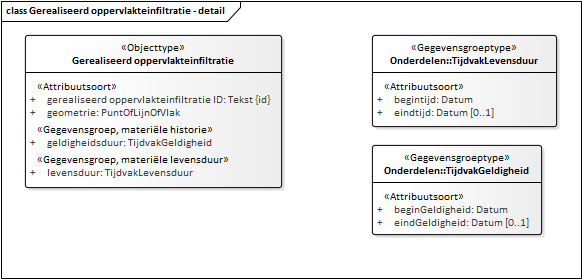 class Gerealiseerd oppervlakteinfiltratie - detail
«Objecttype»
Gerealiseerd oppervlakteinfiltratie
«Attribuutsoort»
+ gerealiseerd oppervlakteinfiltratie ID: Tekst {id}
+ geometrie: PuntOfLijnOfVlak
«Gegevensgroep, materiële historie»
+ geldigheidsduur: TijdvakGeldigheid
«Gegevensgroep, materiële levensduur»
+ levensduur: TijdvakLevensduur
«Gegevensgroeptype»
Onderdelen::TijdvakLevensduur
«Attribuutsoort»
+ begintijd: Datum
+ eindtijd: Datum [0..1]
«Gegevensgroeptype»
Onderdelen::TijdvakGeldigheid
«Attribuutsoort»
+ beginGeldigheid: Datum
+ eindGeldigheid: Datum [0..1]